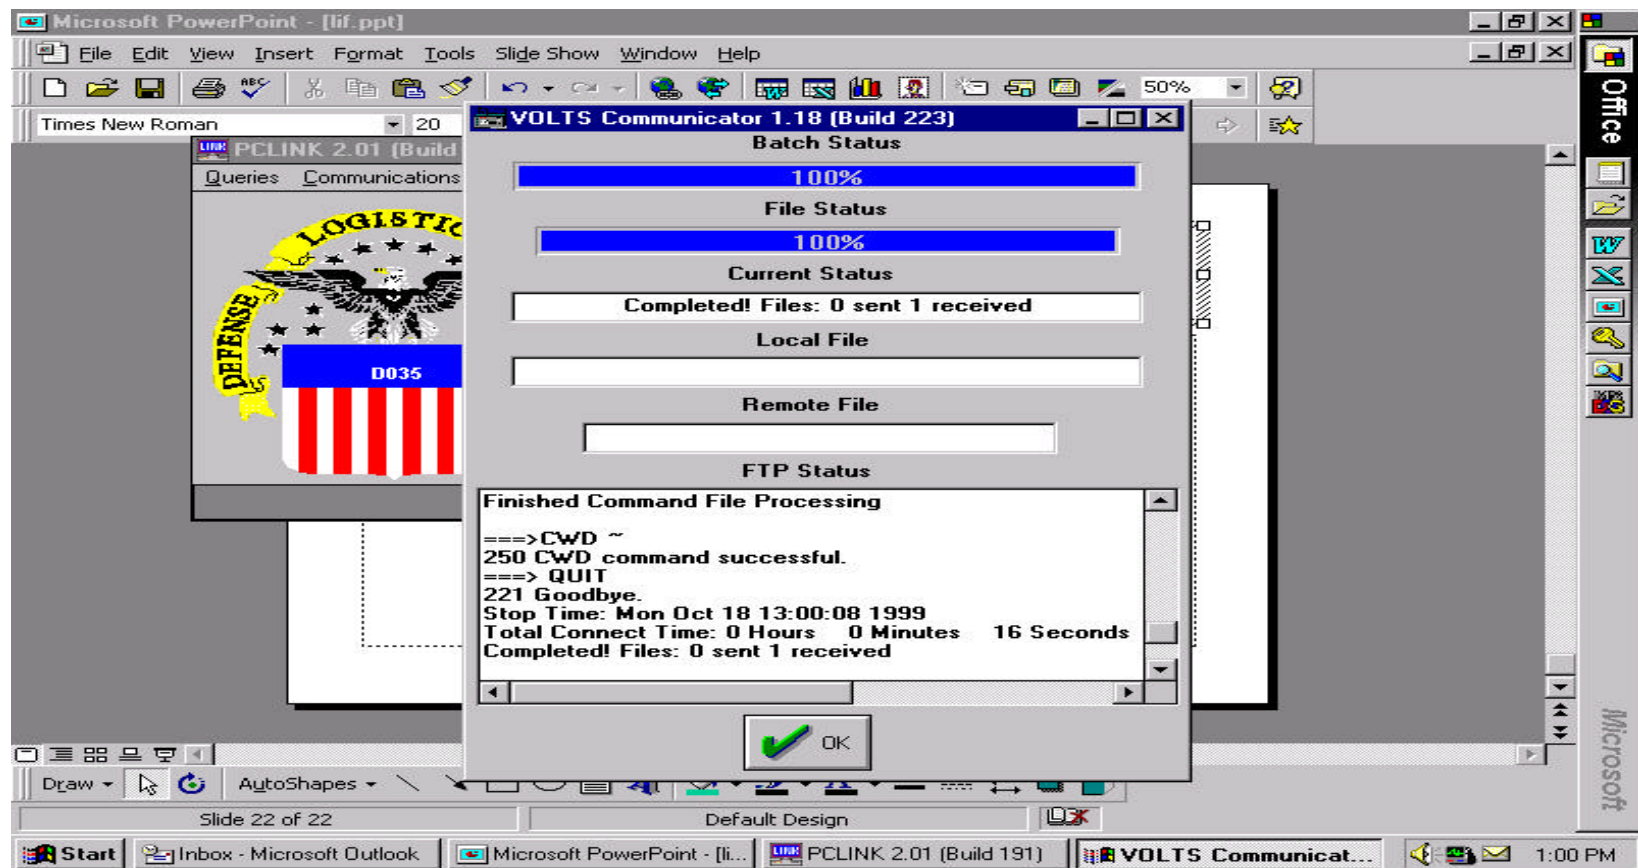 Microsoft PowerPoint - [lif.ppt]
File Edit View Insert Format Tools Slide Show Window Help
50%
Times New Roman 20
Office
PCLINK 2.01 (Build
Queries Communications
DEFENSE LOGISTIC
D035
VOLTS Communicator 1.18 (Build 223)
Batch Status
100%
File Status
100%
Current Status
Completed! Files: 0 sent 1 received
Local File
Remote File
FTP Status
Finished Command File Processing
===>CWD ~
250 CWD command successful.
===> QUIT
221 Goodbye.
Stop Time: Mon Oct 18 13:00:08 1999
Total Connect Time: 0 Hours 0 Minutes 16 Seconds
Completed! Files: 0 sent 1 received
OK
Microsoft
Draw AutoShapes
Slide 22 of 22 Default Design
Start Inbox - Microsoft Outlook Microsoft PowerPoint - [li... PCLINK 2.01 (Build 191) VOLTS Communicat... 1:00 PM